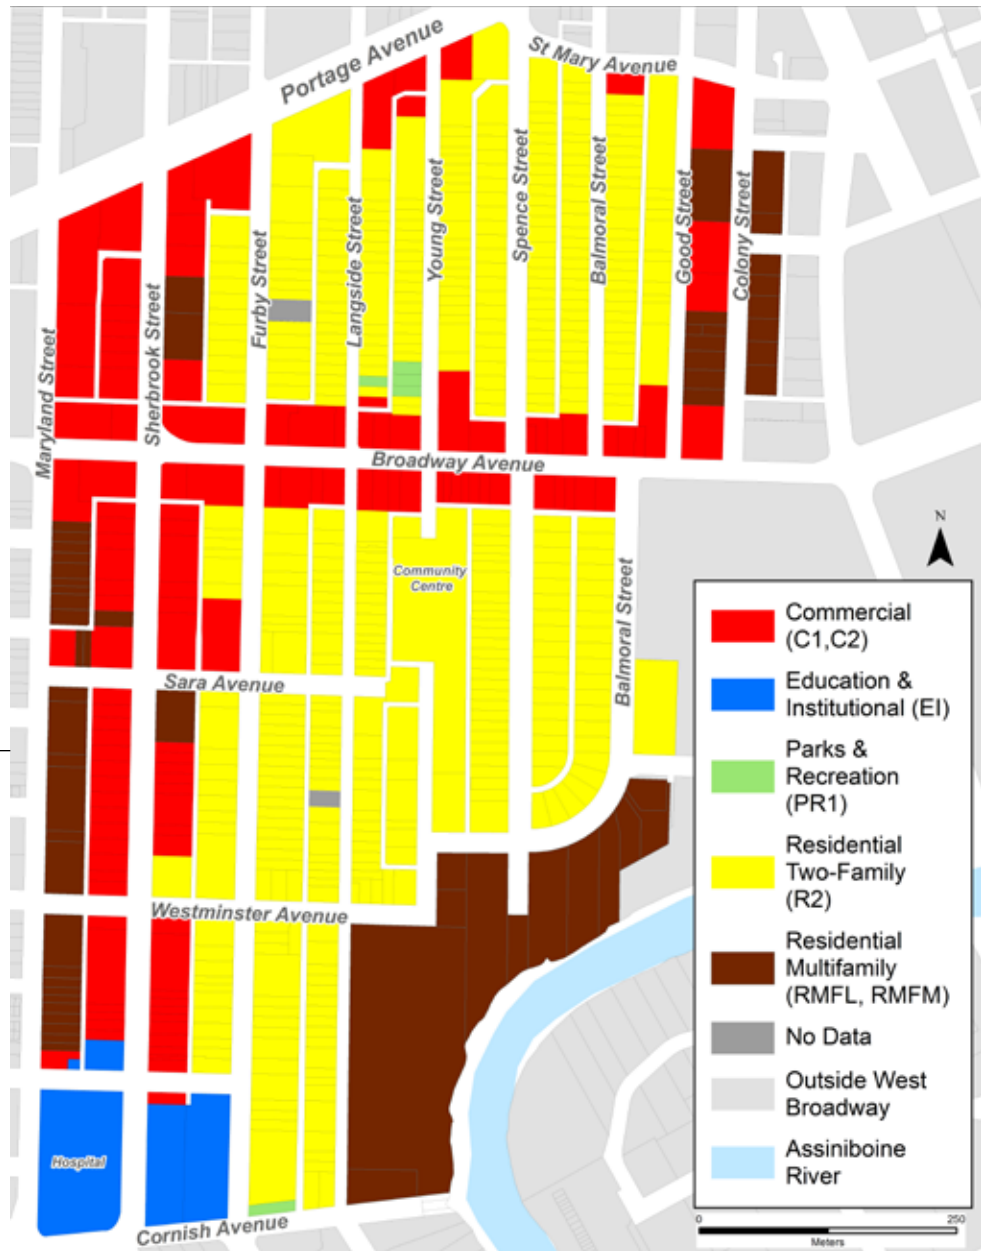 Portage Avenue
St Mary Avenue
Maryland Street
Sherbrook Street
Furby Street
Langside Street
Young Street
Spence Street
Balmoral Street
Good Street
Colony Street
Broadway Avenue
Community
Centre
Balmoral Street
Sara Avenue
Westminster Avenue
Hospital
Cornish Avenue
N
Commercial
(C1,C2)
Education &
Institutional (EI)
Parks &
Recreation
(PR1)
Residential
Two-Family
(R2)
Residential
Multifamily
(RMFL, RMFM)
No Data
Outside West
Broadway
Assiniboine
River
0 250
Meters